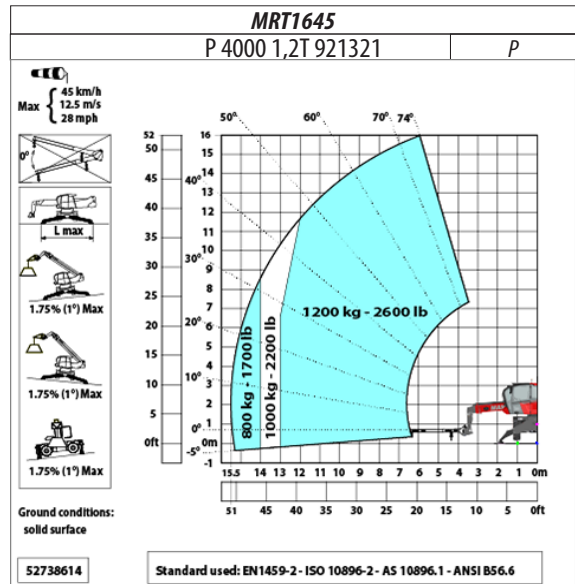 MRT1645
P 4000 1,2T 921321
P
Max { 45 km/h
12.5 m/s
28 mph
0°
L max
1.75% (1°) Max
1.75% (1°) Max
1.75% (1°) Max
Ground conditions:
solid surface
52738614
50° 60° 70° 74°
40°
30°
20°
10°
0°
-5°
52
50
45
40
35
30
25
20
15
10
5
0ft
16
15
14
13
12
11
10
9
8
7
6
5
4
3
2
1
0m
-1
800 kg - 1700 lb
1000 kg - 2200 lb
1200 kg - 2600 lb
15.5 14 13 12 11 10 9 8 7 6 5 4 3 2 1 0m
51 45 40 35 30 25 20 15 10 5 0ft
Standard used: EN1459-2 - ISO 10896-2 - AS 10896.1 - ANSI B56.6